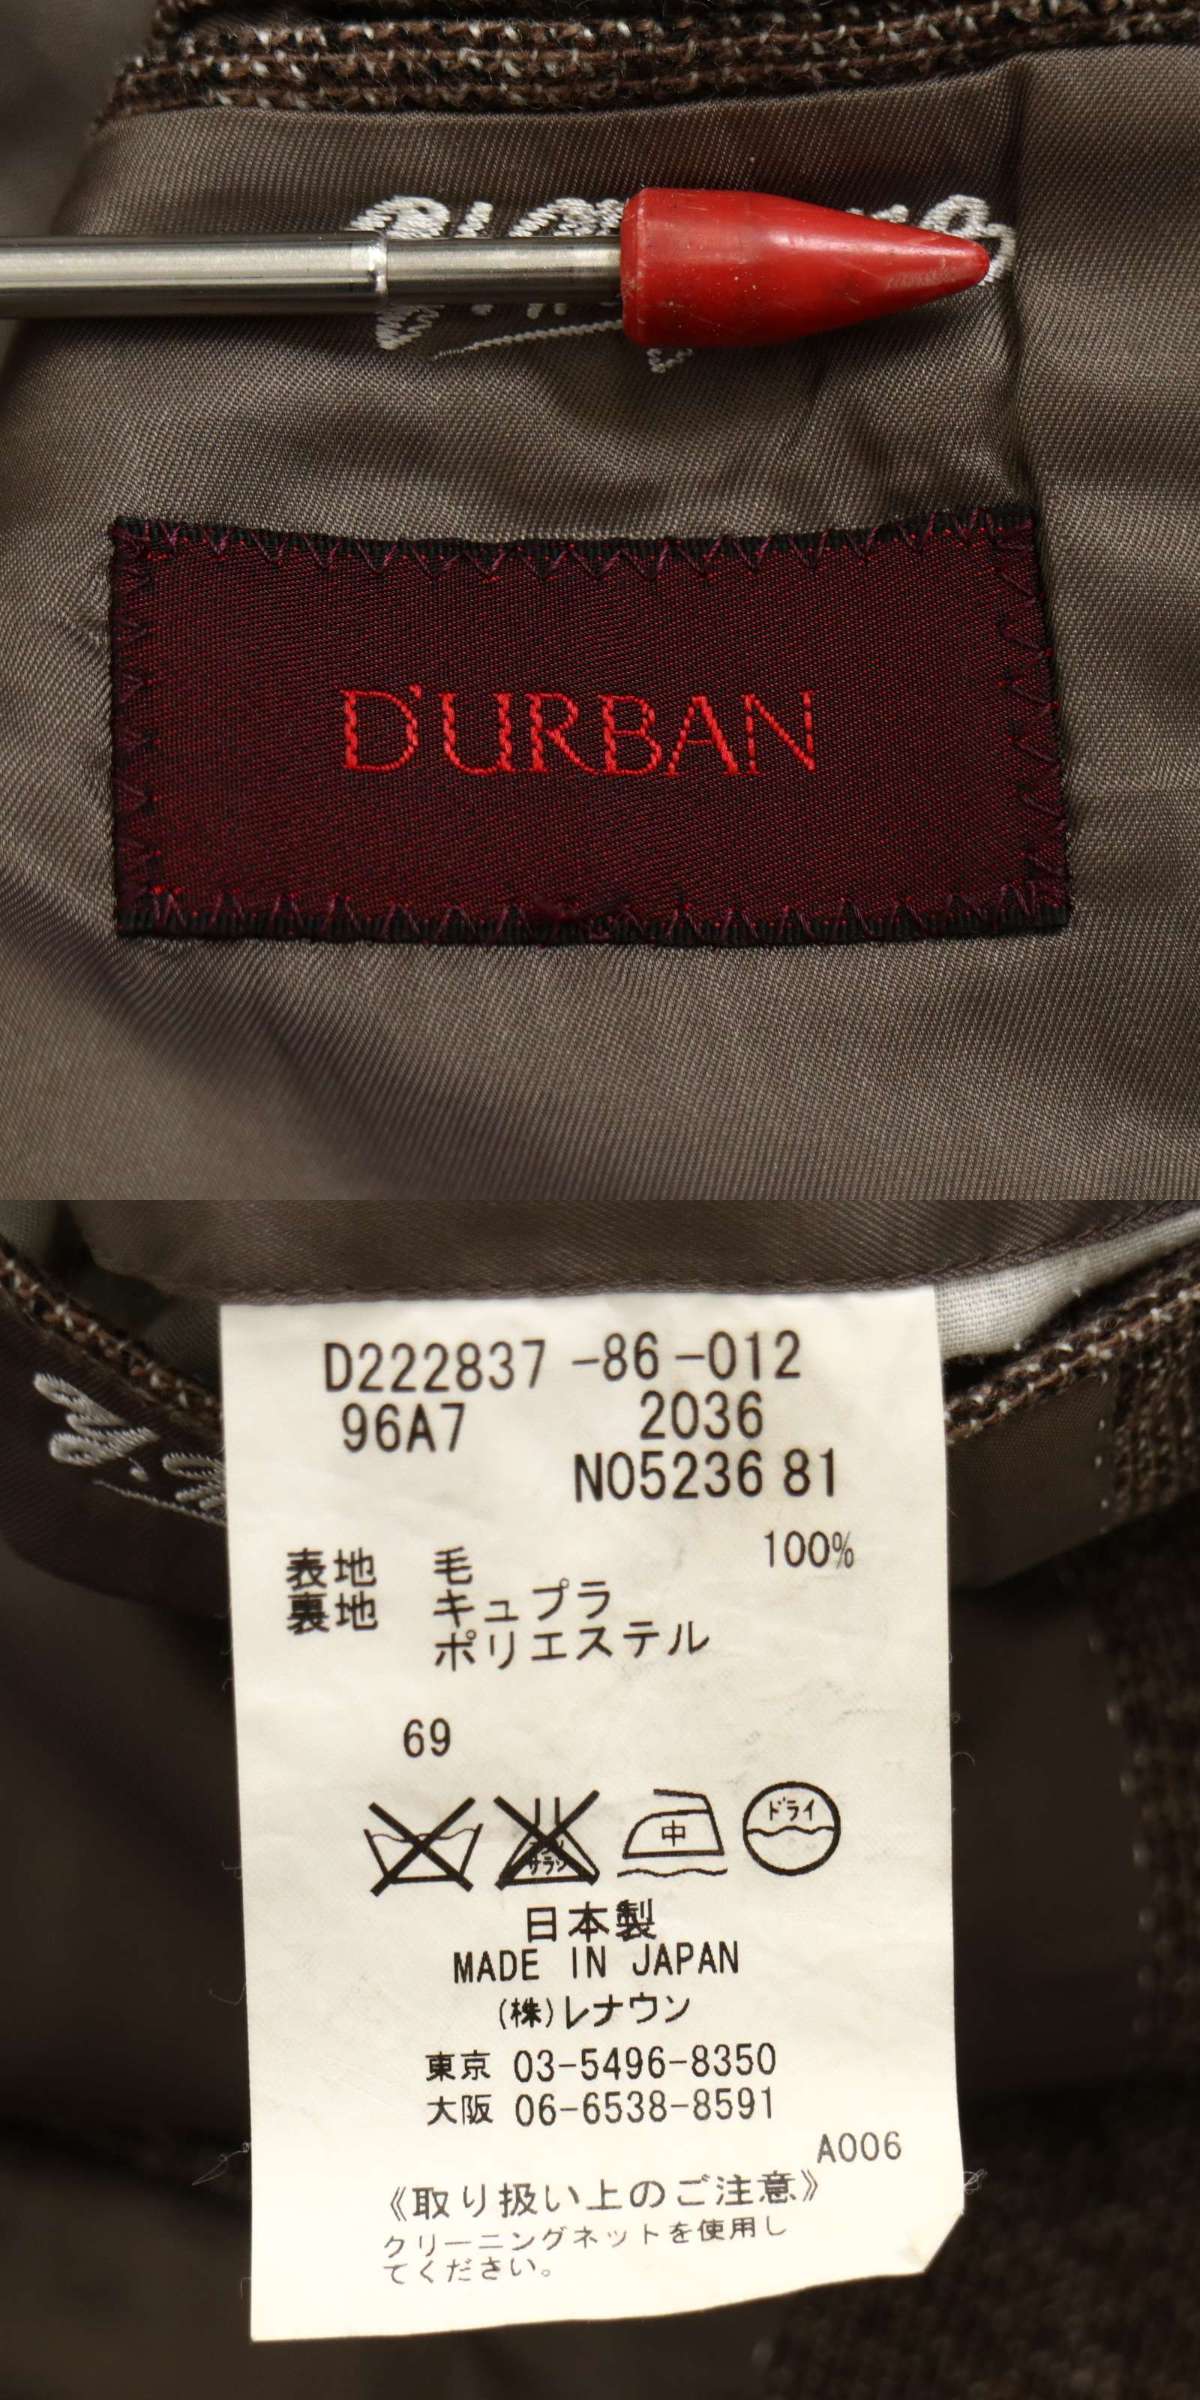 D'URBAN
D222837 -86 -012
96A7 2036
N05236 81
表地 毛 100%
裏地 キュプラ
ポリエステル
69
中
ドライ
日本製
MADE IN JAPAN
(株)レナウン
東京 03-5496-8350
大阪 06-6538-8591
A006
《取り扱い上のご注意》
クリーニングネットを使用し
てください。